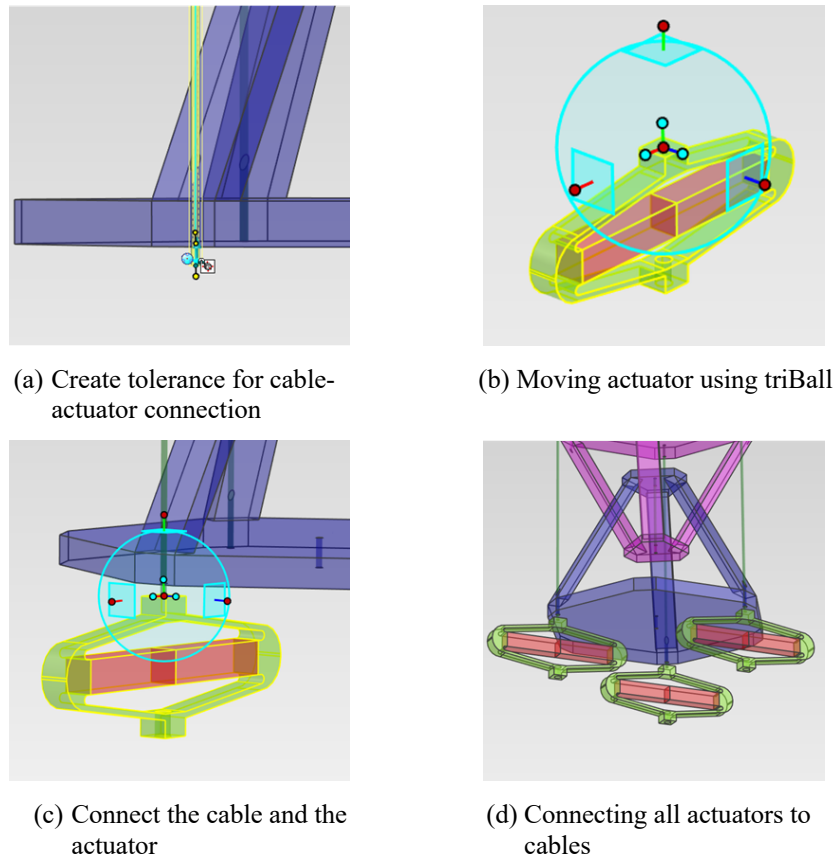 (a) Create tolerance for cable-
actuator connection
(b) Moving actuator using triBall
(c) Connect the cable and the
actuator
(d) Connecting all actuators to
cables